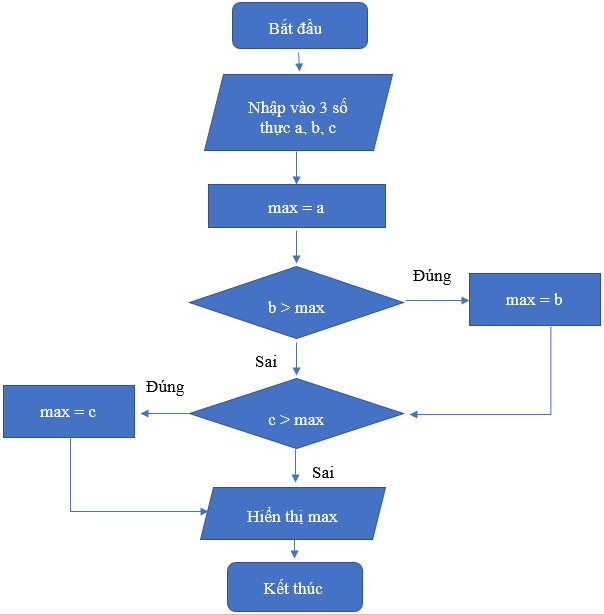 Bắt đầu
Nhập vào 3 số
thực a, b, c
max = a
Đúng
b > max
max = b
Sai
Đúng
max = c
c > max
Sai
Hiển thị max
Kết thúc